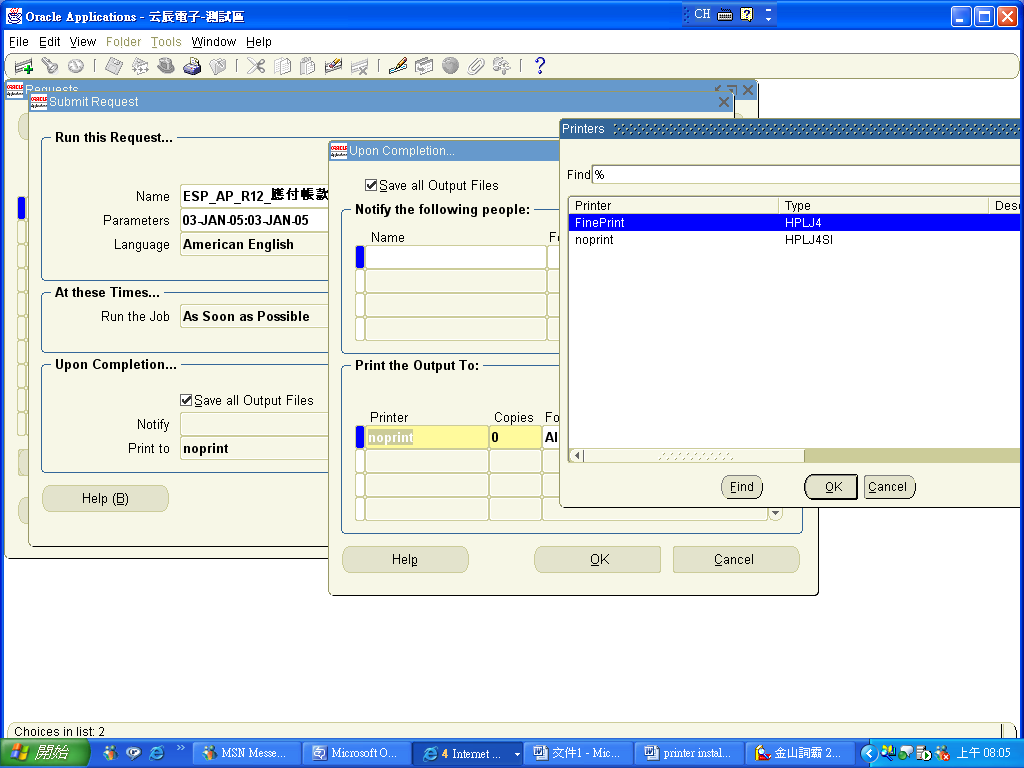 Oracle Applications - 云辰電子-測試區
CH
File Edit View Folder Tools Window Help
Requests
Submit Request
Run this Request...
Name ESP_AP_R12_應付帳款
Parameters 03-JAN-05:03-JAN-05
Language American English
At these Times...
Run the Job As Soon as Possible
Upon Completion...
Save all Output Files
Notify
Print to noprint
Help (B)
Upon Completion...
Save all Output Files
Notify the following people:
Name
Print the Output To:
Printer Copies
noprint 0
Help OK Cancel
Printers
Find %
Printer Type
FinePrint HPLJ4
noprint HPLJ4SI
Find OK Cancel
Choices in list: 2
開始 MSN Messe... Microsoft O... 4 Internet ... 文件1 - Mic... printer instal... 金山詞霸 2... 上午 08:05